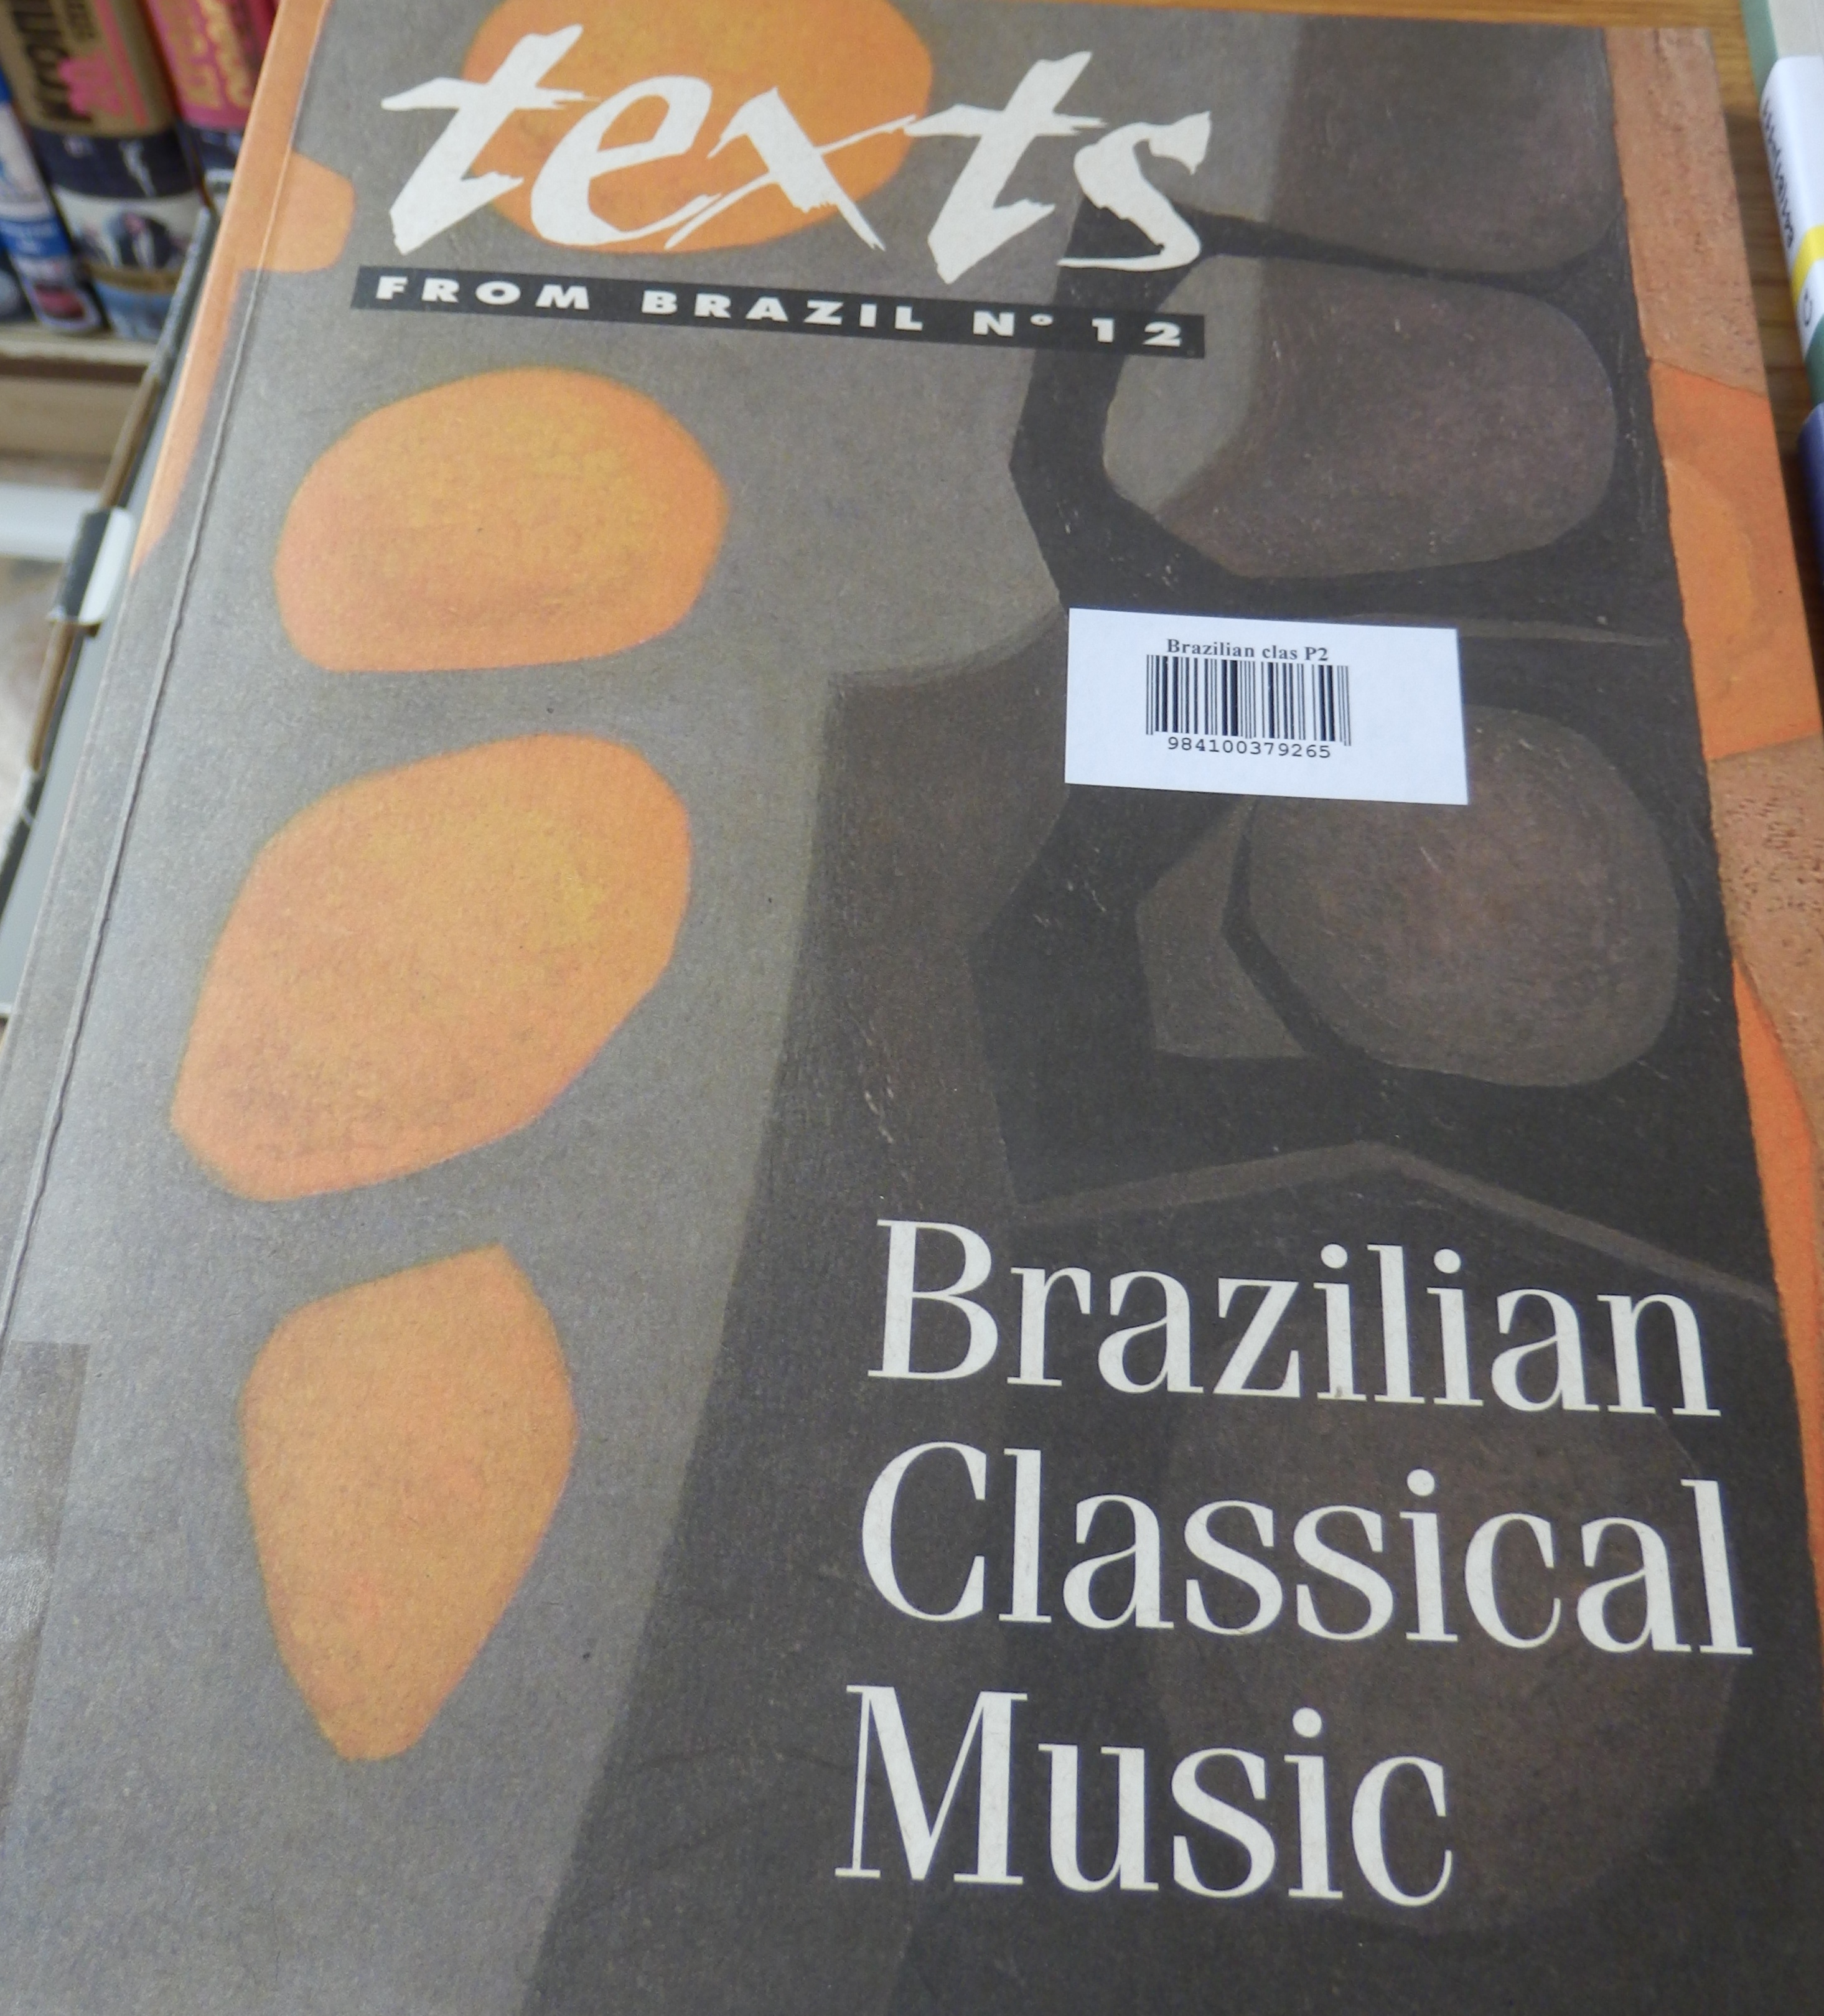 texts
FROM BRAZIL Nº 12
Brazilian clas P2
984100379265
Brazilian
Classical
Music